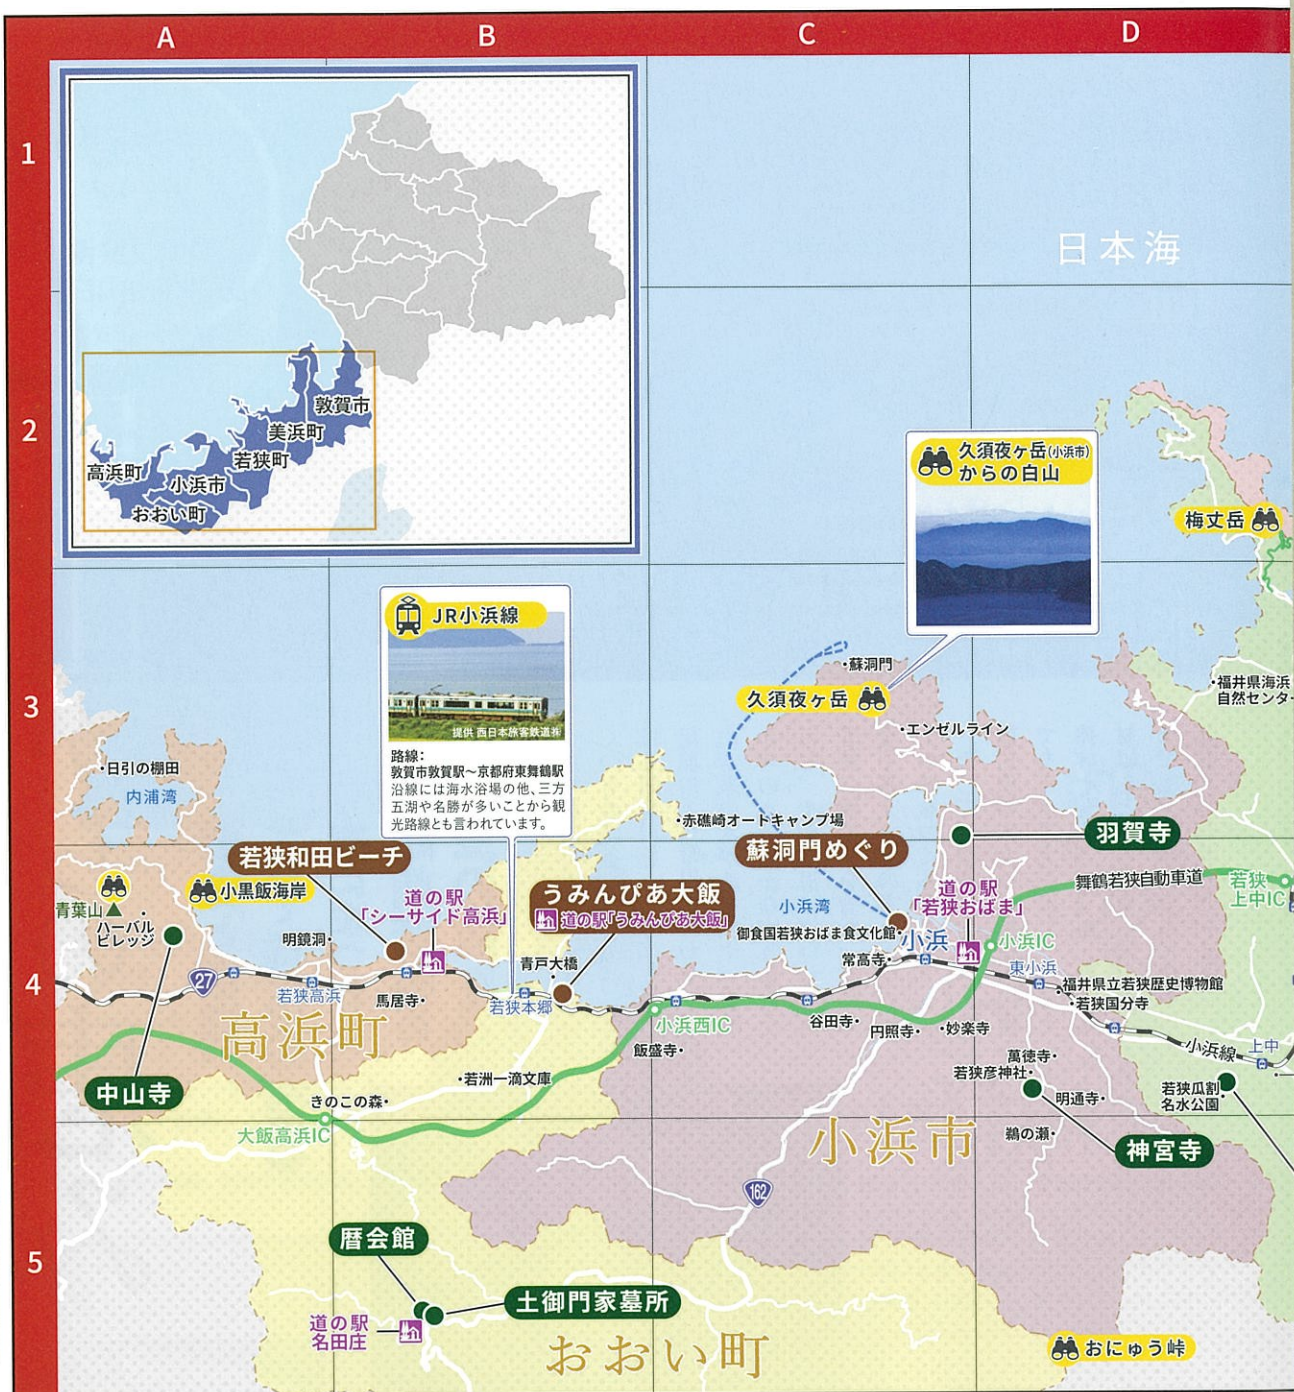 A
B
C
D
1
2
3
4
5
日本海
敦賀市
美浜町
若狭町
高浜町
小浜市
おおい町
久須夜ヶ岳(小浜市)
からの白山
梅丈岳
JR小浜線
提供 西日本旅客鉄道㈱
路線:
敦賀市敦賀駅〜京都府東舞鶴駅
沿線には海水浴場の他、三方
五湖や名勝が多いことから観
光路線とも言われています。
・蘇洞門
久須夜ヶ岳
・エンゼルライン
・福井県海浜
自然センター
・日引の棚田
内浦湾
・赤礁崎オートキャンプ場
羽賀寺
若狭和田ビーチ
蘇洞門めぐり
小黒飯海岸
青葉山
ハーバル
ビレッジ
道の駅
「シーサイド高浜」
うみんぴあ大飯
道の駅「うみんぴあ大飯」
小浜湾
道の駅
「若狭おばま」
舞鶴若狭自動車道
若狭
上中IC
明鏡洞・
御食国若狭おばま食文化館・
小浜
小浜IC
青戸大橋
常高寺・
東小浜
27
若狭高浜
馬居寺・
若狭本郷
・福井県立若狭歴史博物館
・若狭国分寺
高浜町
小浜西IC
谷田寺・
円照寺・
・妙楽寺
飯盛寺・
小浜線
上中
萬徳寺・
若狭彦神社・
中山寺
・若洲一滴文庫
きのこの森・
明通寺・
若狭瓜割
名水公園・
大飯高浜IC
小浜市
鵜の瀬・
神宮寺
162
暦会館
土御門家墓所
道の駅
名田庄
おおい町
おにゅう峠